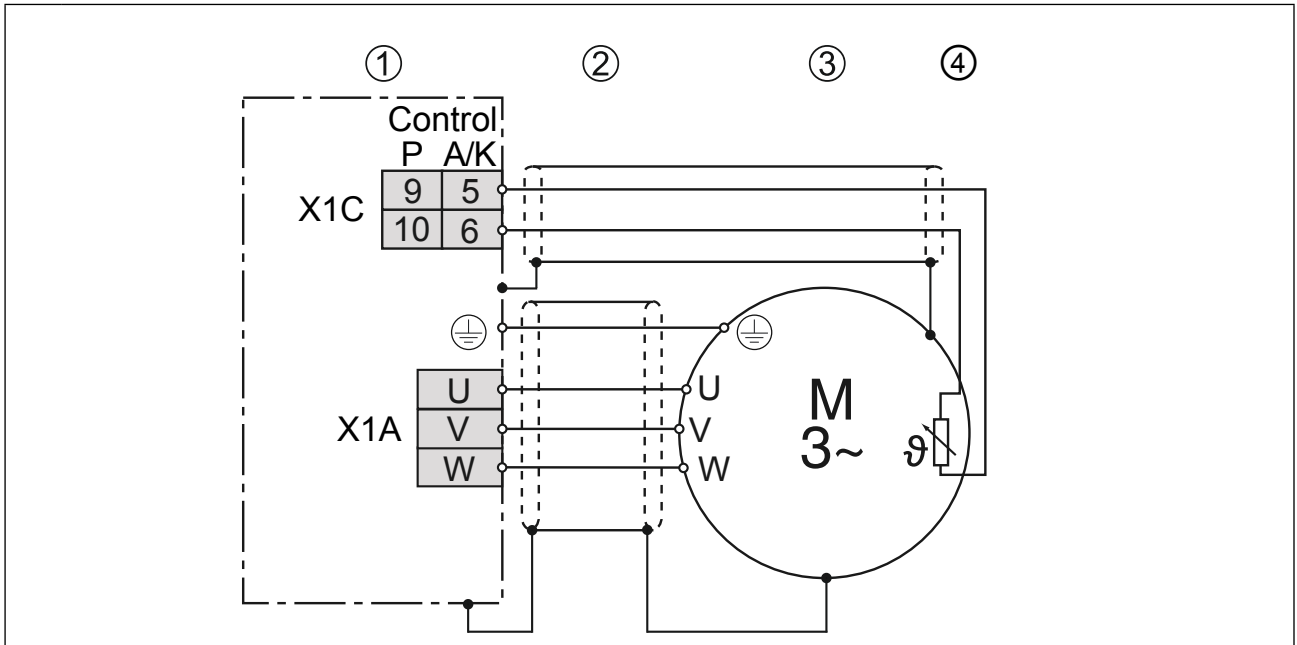 ① ② ③ ④
Control
P A/K
X1C 9 5
10 6
U U
X1A V V
W W
M
3~
ϑ